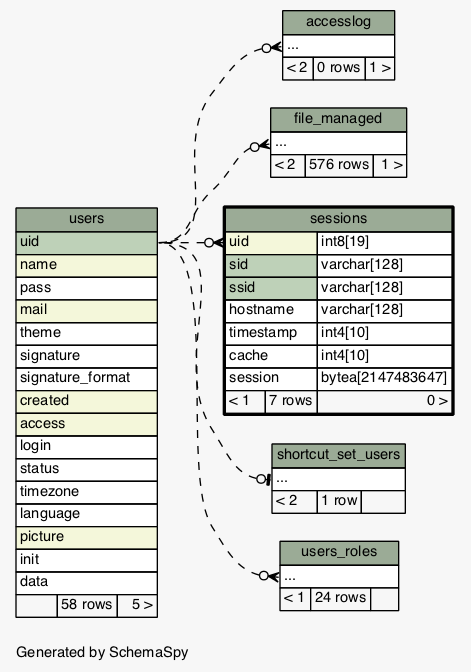 accesslog
...
< 2 0 rows 1 >
file_managed
...
< 2 576 rows 1 >
users
uid
name
pass
mail
theme
signature
signature_format
created
access
login
status
timezone
language
picture
init
data
58 rows 5 >
sessions
uid int8[19]
sid varchar[128]
ssid varchar[128]
hostname varchar[128]
timestamp int4[10]
cache int4[10]
session bytea[2147483647]
< 1 7 rows 0 >
shortcut_set_users
...
< 2 1 row
users_roles
...
< 1 24 rows
Generated by SchemaSpy